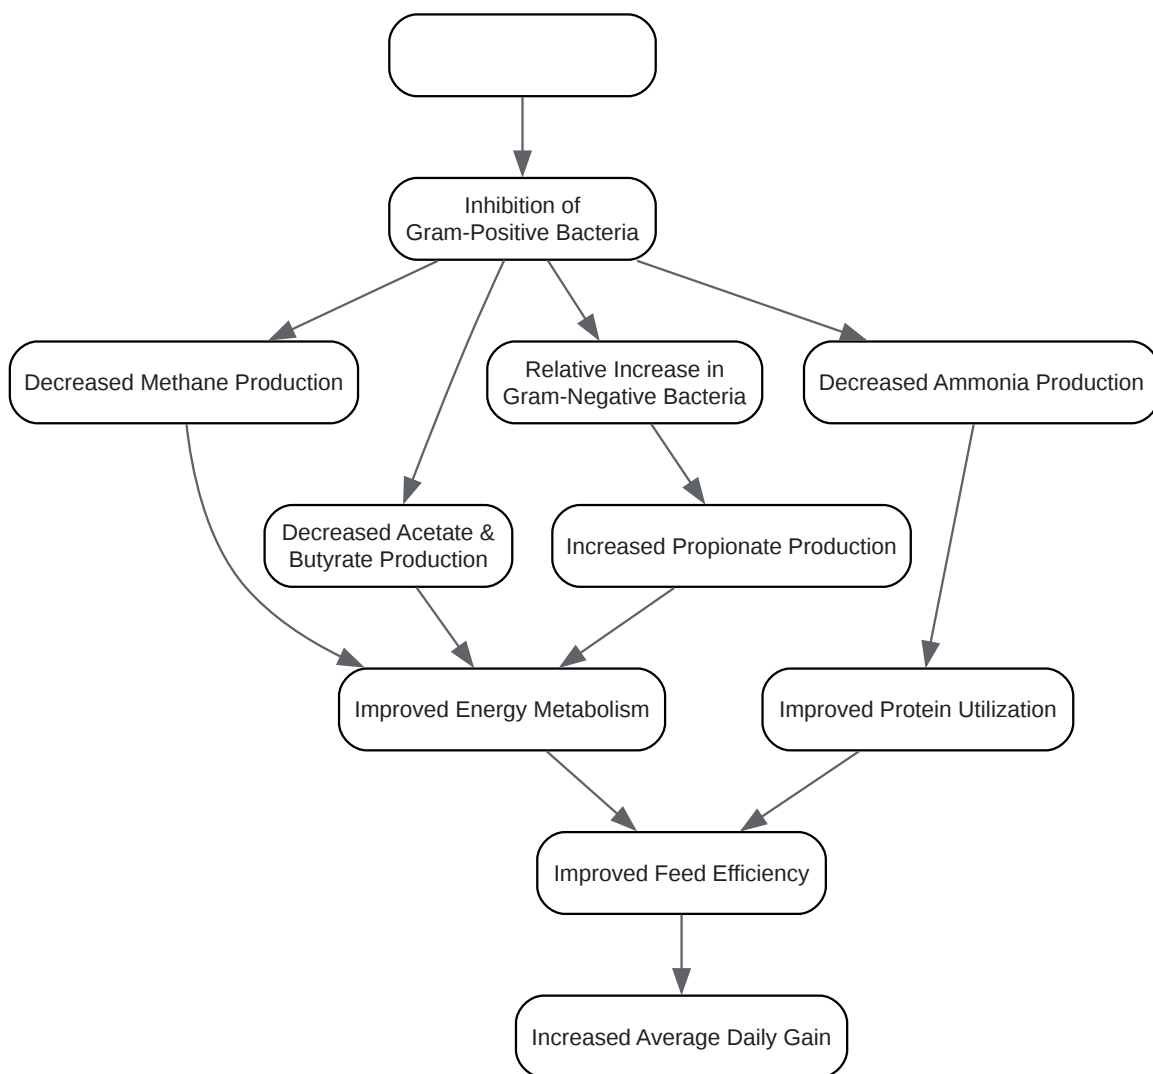 Inhibition of
Gram-Positive Bacteria
Decreased Methane Production
Relative Increase in
Gram-Negative Bacteria
Decreased Ammonia Production
Decreased Acetate &
Butyrate Production
Increased Propionate Production
Improved Energy Metabolism
Improved Protein Utilization
Improved Feed Efficiency
Increased Average Daily Gain